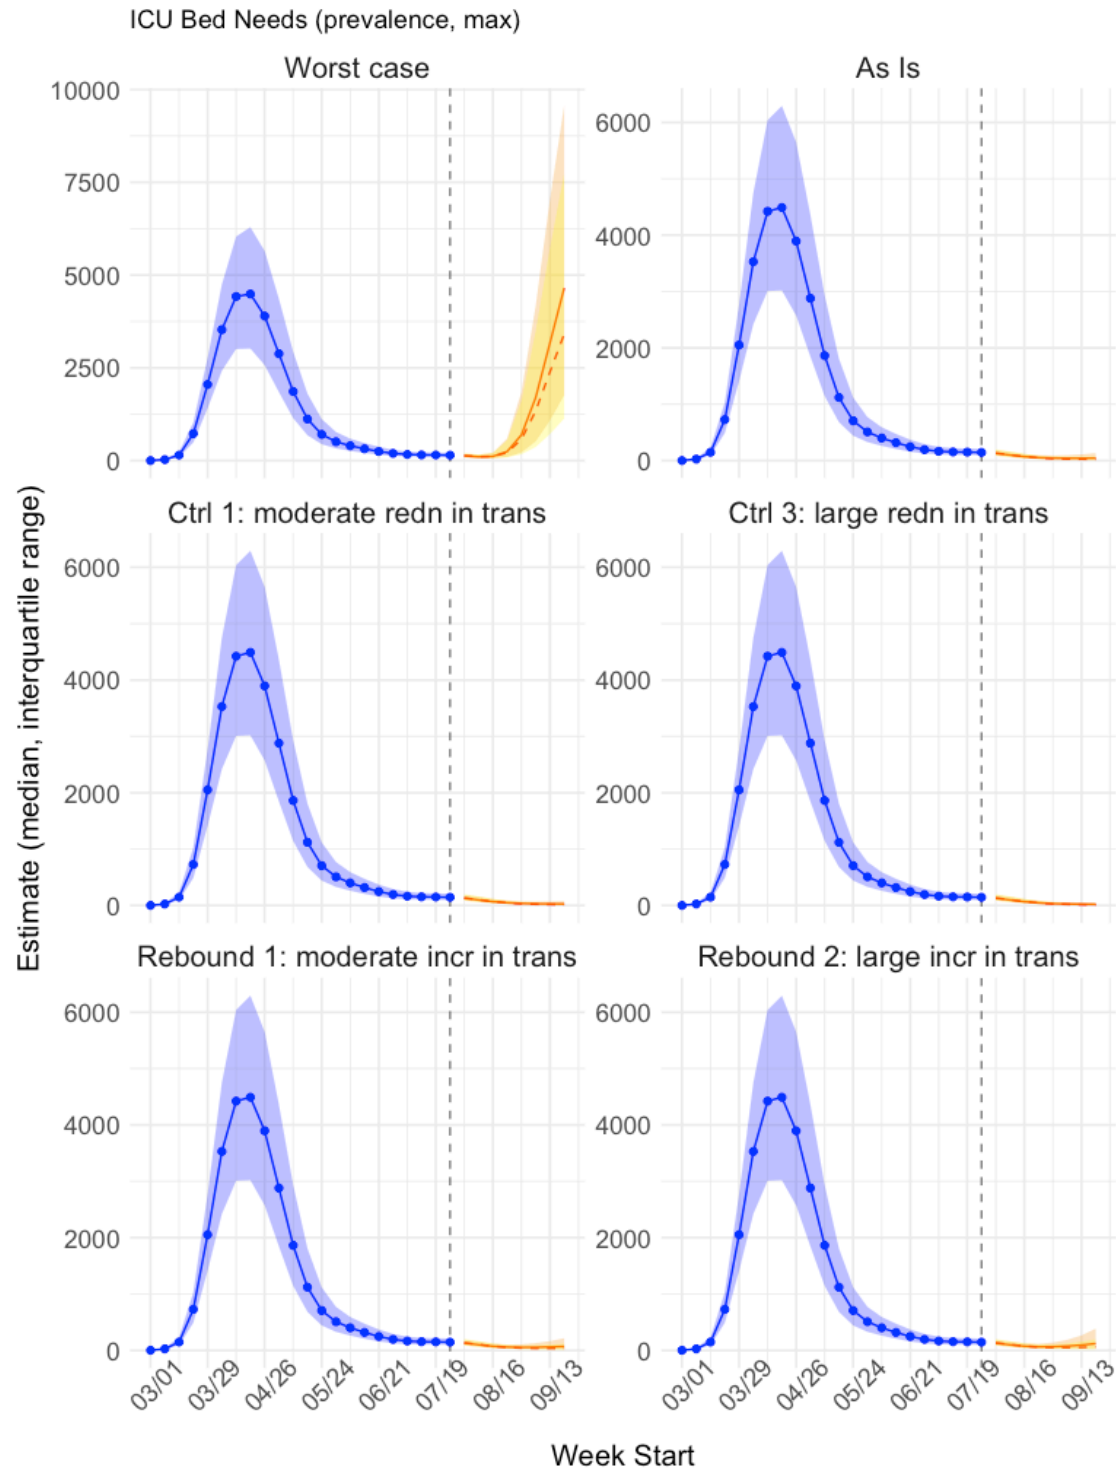 ICU Bed Needs (prevalence, max)
Worst case
As Is
10000
7500
5000
2500
0
6000
4000
2000
0
Estimate (median, interquartile range)
Ctrl 1: moderate redn in trans
Ctrl 3: large redn in trans
6000
4000
2000
0
6000
4000
2000
0
Rebound 1: moderate incr in trans
Rebound 2: large incr in trans
6000
4000
2000
0
6000
4000
2000
0
03/01 03/29 04/26 05/24 06/21 07/19 08/16 09/13
03/01 03/29 04/26 05/24 06/21 07/19 08/16 09/13
Week Start